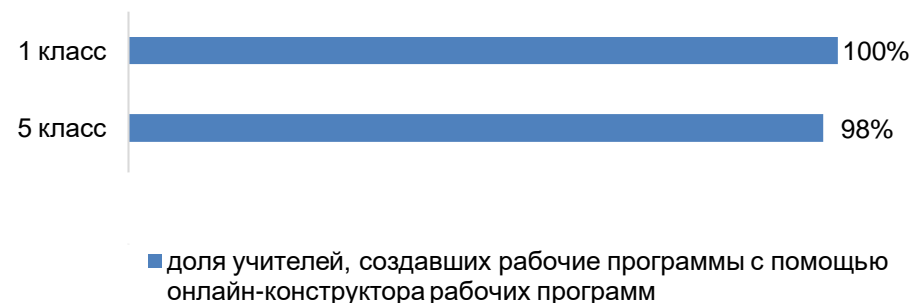 1 класс 100%
5 класс 98%
доля учителей, создавших рабочие программы с помощью
онлайн-конструктора рабочих программ